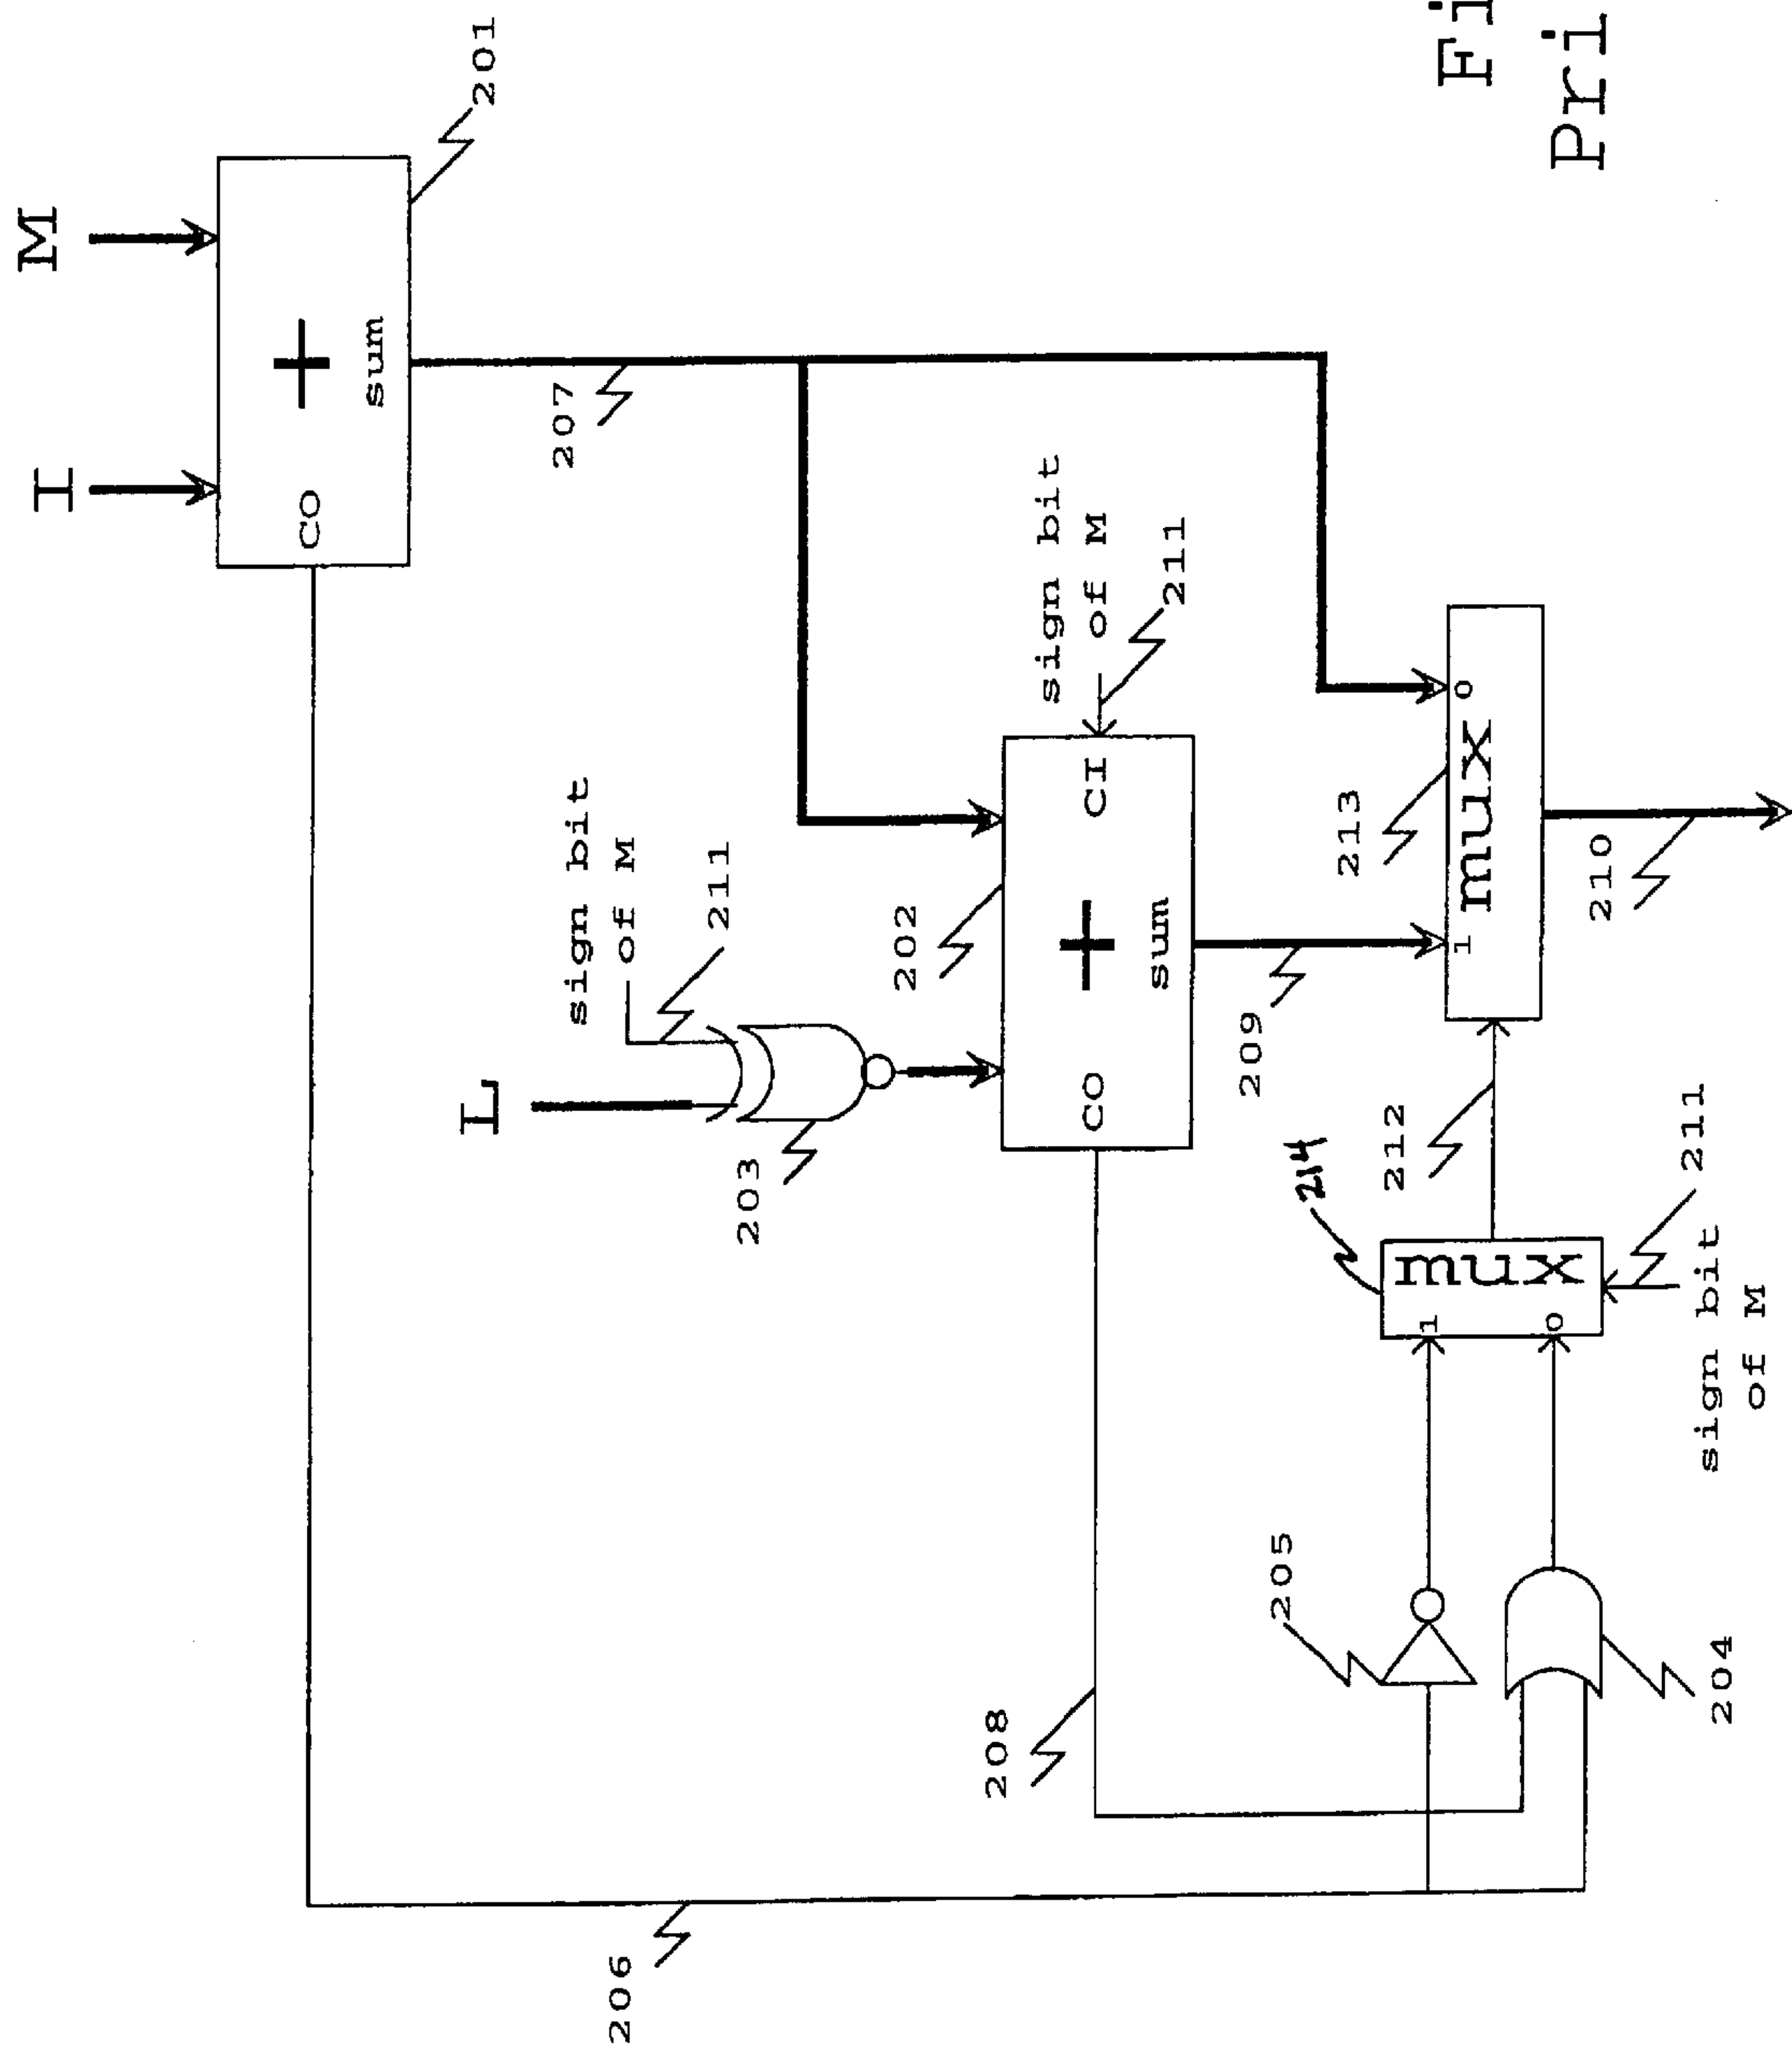 I
M
CO
+
sum
201
207
L
sign bit
of M
211
203
202
CO
+
CI
sum
sign bit
of M
211
209
213
1
mux
0
210
212
214
mux
1
0
211
sign bit
of M
205
204
208
206
Fi
Pri